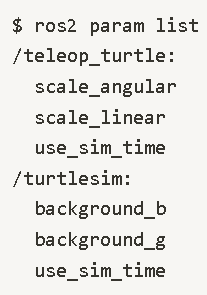 $ ros2 param list
/teleop_turtle:
  scale_angular
  scale_linear
  use_sim_time
/turtlesim:
  background_b
  background_g
  use_sim_time